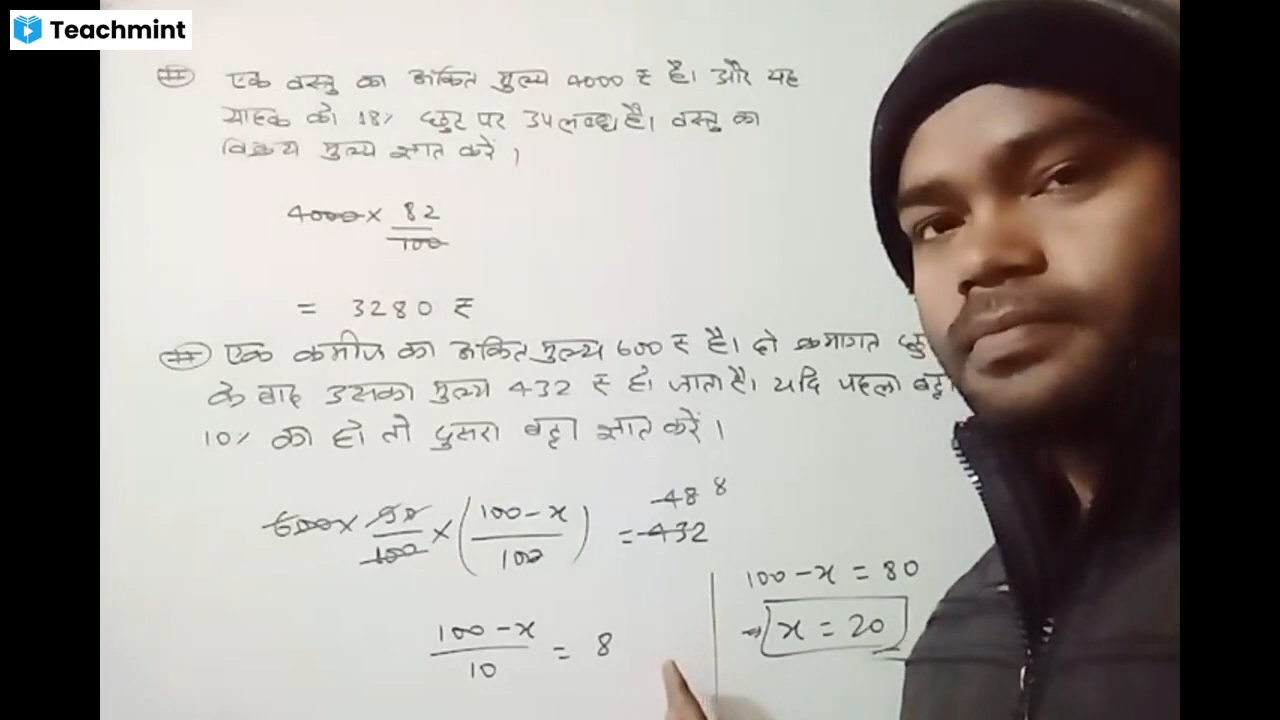 Teachmint
एक वस्तु का अंकित मुल्य 4000 ₹ है। और यह
ग्राहक को 18% छुट पर उपलब्ध है। वस्तु का
विक्रय मुल्य ज्ञात करें।
4000 × 82/100
= 3280 ₹
एक कमीज का अंकित मुल्य 600 ₹ है। दो क्रमागत
के बाद उसका मुल्य 432 ₹ हो जाता है। यदि पहला
10% का हो तो दुसरा बट्टा ज्ञात करें।
48 8
600 × 90/100 × (100-x/100) = 432
100-x = 80
100-x/10 = 8
⇒ x = 20